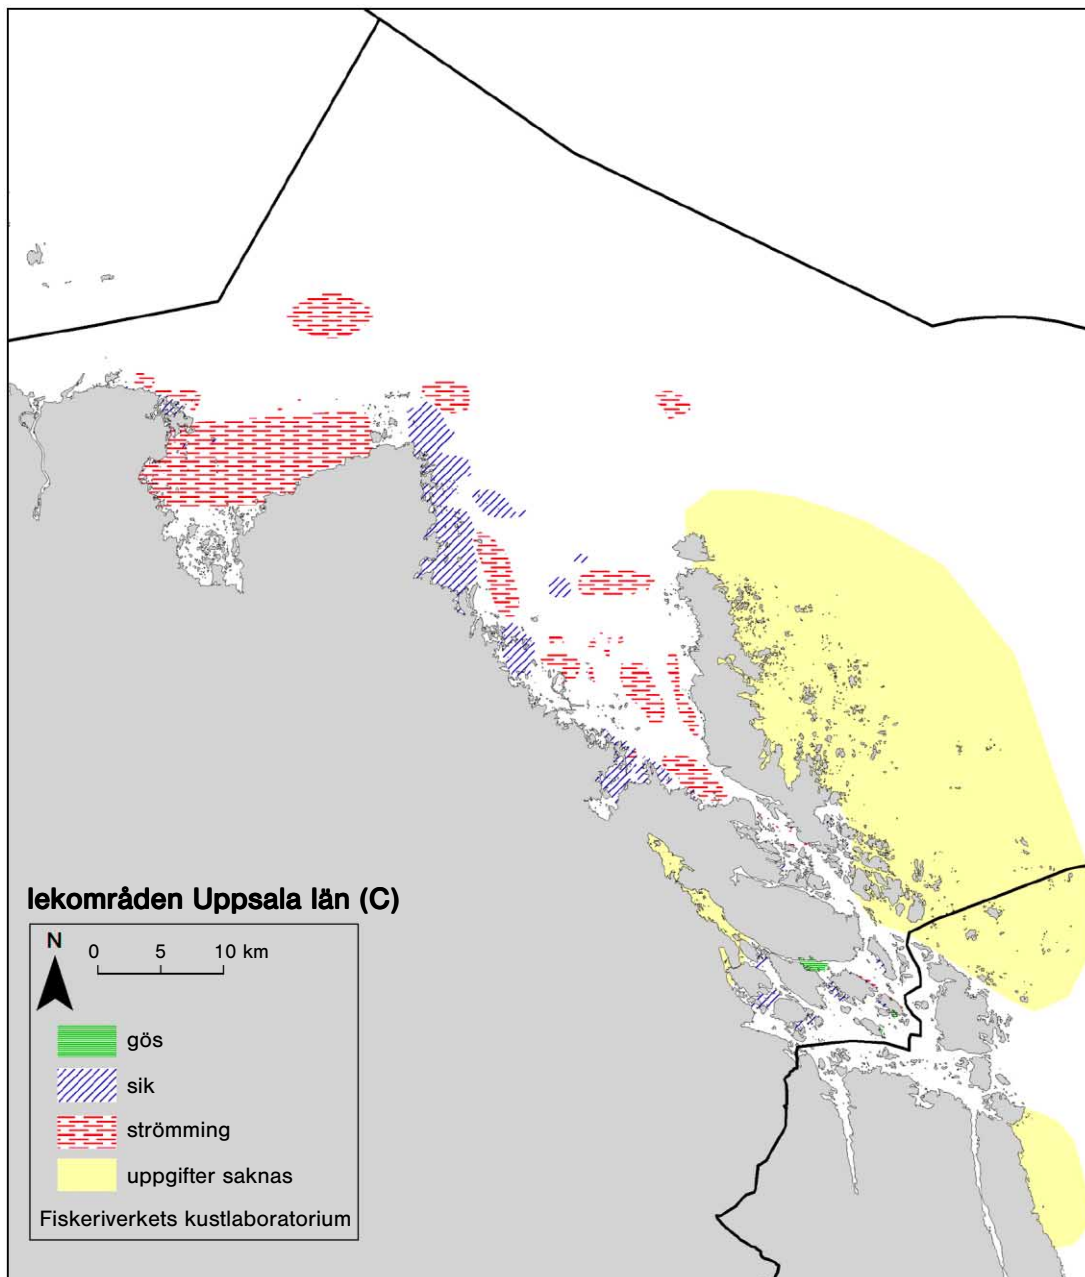 lekområden Uppsala län (C)
N
0 5 10 km
gös
sik
strömming
uppgifter saknas
Fiskeriverkets kustlaboratorium